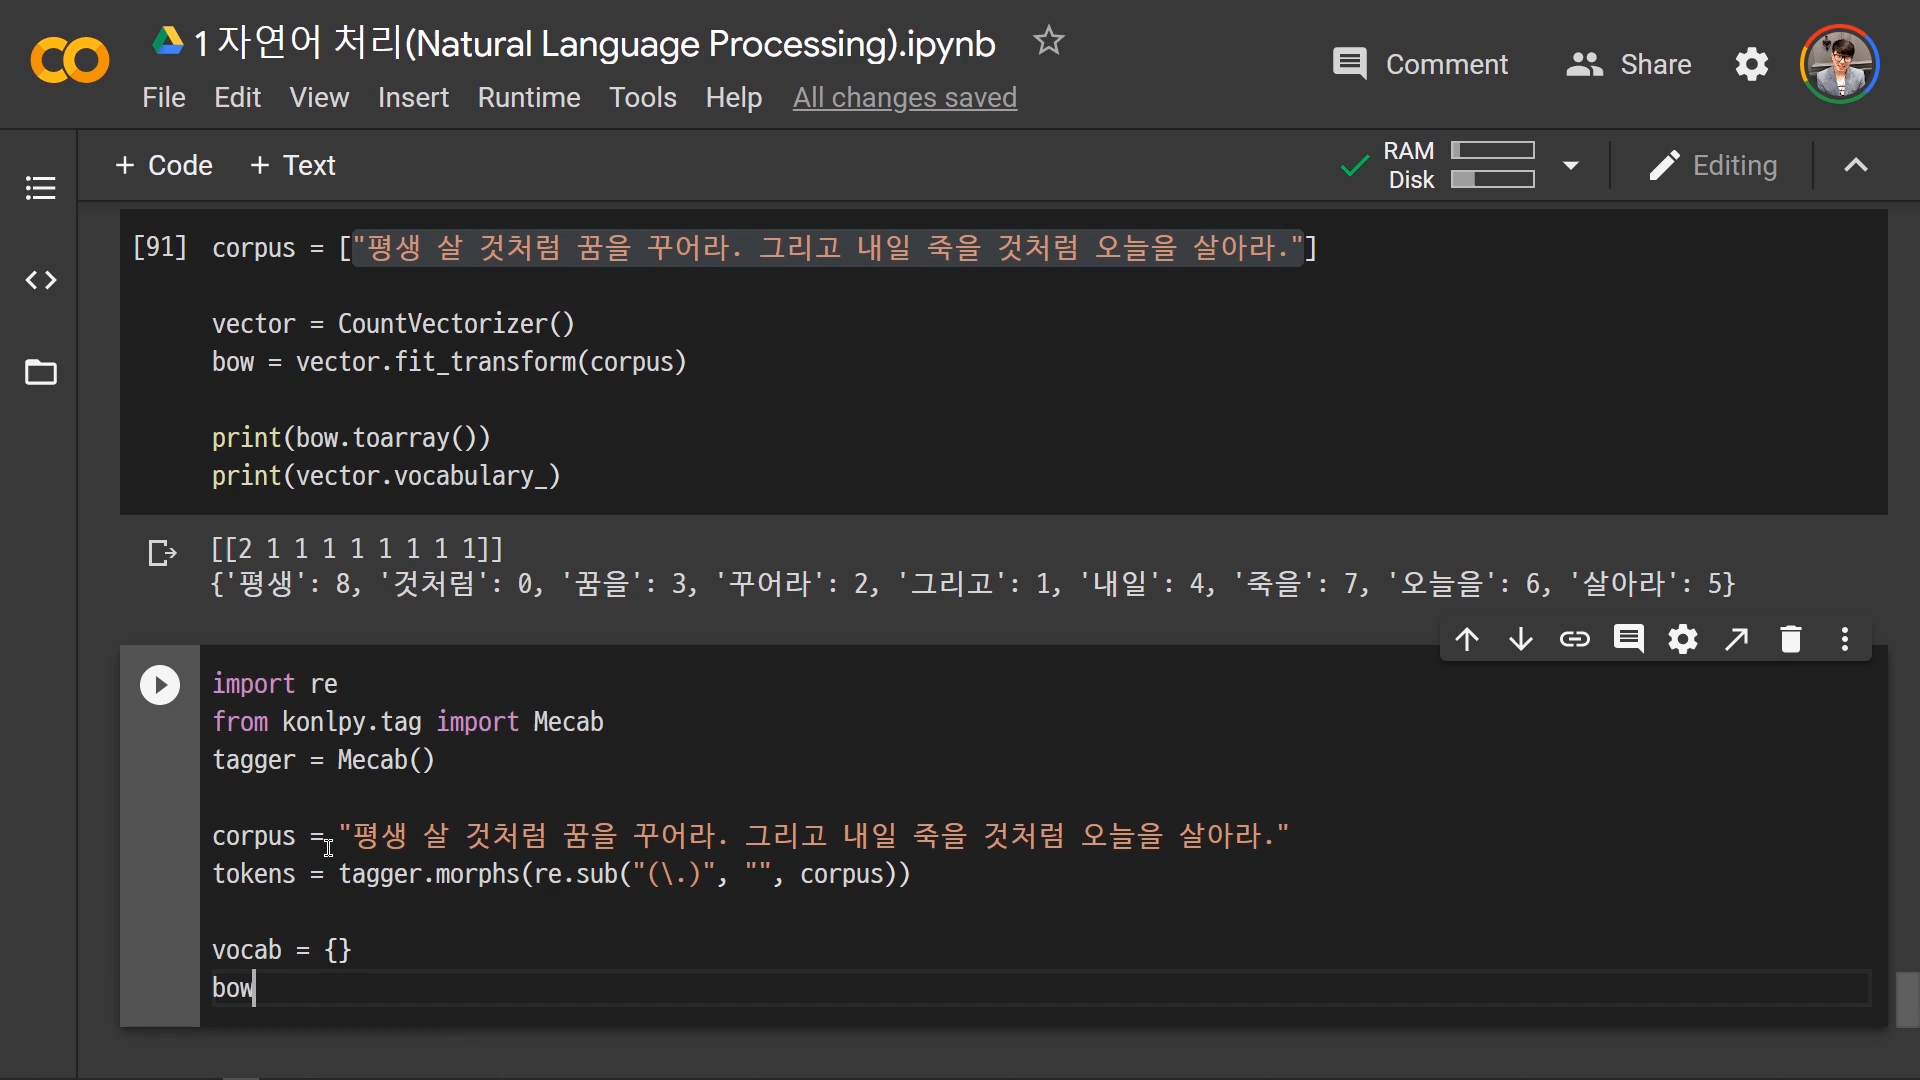 1 자연어 처리(Natural Language Processing).ipynb
Comment
Share
File Edit View Insert Runtime Tools Help All changes saved
+ Code + Text
RAM
Disk
Editing
[91] corpus = ["평생 살 것처럼 꿈을 꾸어라. 그리고 내일 죽을 것처럼 오늘을 살아라."]
vector = CountVectorizer()
bow = vector.fit_transform(corpus)
print(bow.toarray())
print(vector.vocabulary_)
[[2 1 1 1 1 1 1 1 1]]
{'평생': 8, '것처럼': 0, '꿈을': 3, '꾸어라': 2, '그리고': 1, '내일': 4, '죽을': 7, '오늘을': 6, '살아라': 5}
import re
from konlpy.tag import Mecab
tagger = Mecab()
corpus = "평생 살 것처럼 꿈을 꾸어라. 그리고 내일 죽을 것처럼 오늘을 살아라."
tokens = tagger.morphs(re.sub("(\.)", "", corpus))
vocab = {}
bow